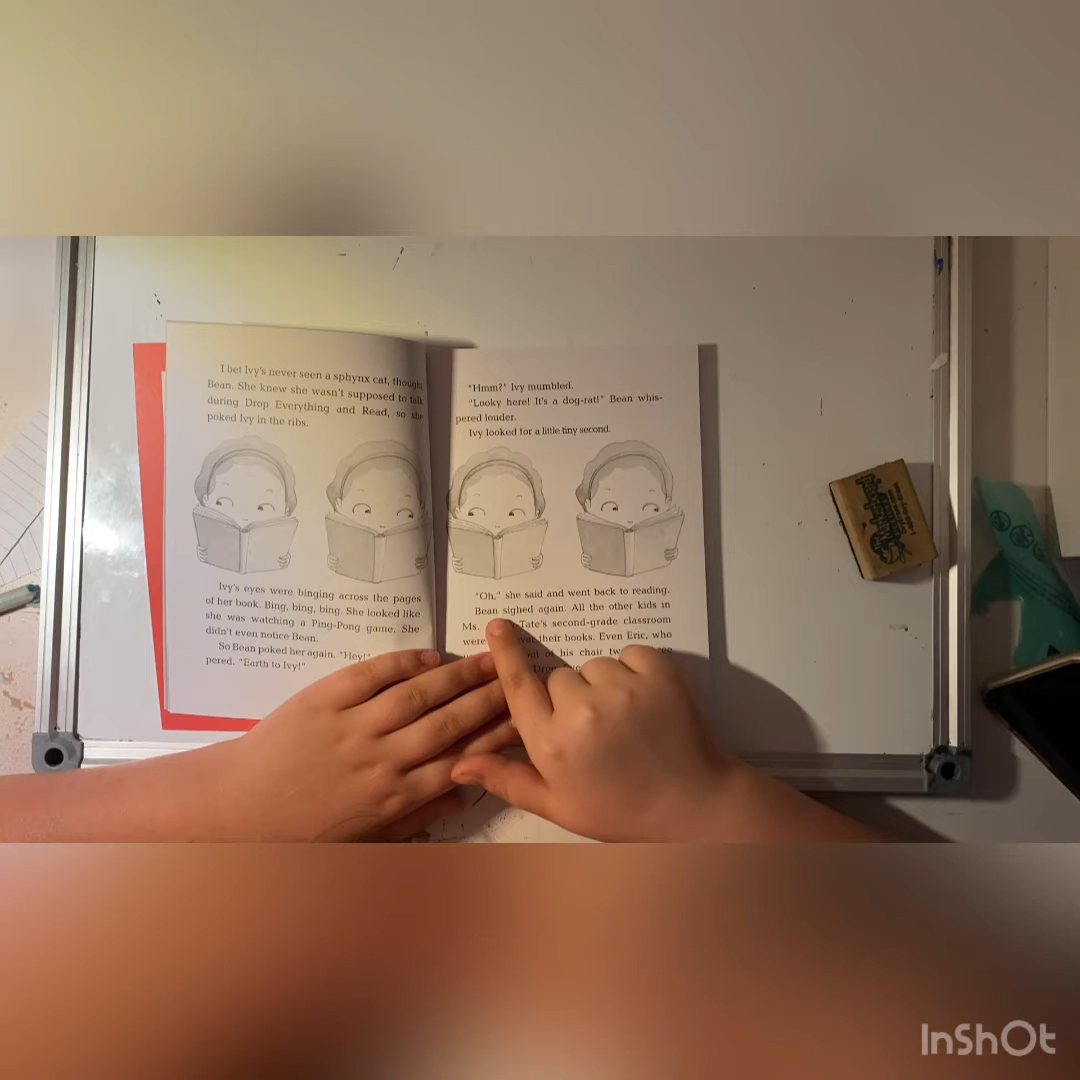 I bet Ivy's never seen a sphynx cat, thought
Bean. She knew she wasn't supposed to talk
during Drop Everything and Read, so she
poked Ivy in the ribs.
Ivy's eyes were binging across the pages
of her book. Bing, bing, bing. She looked like
she was watching a Ping-Pong game. She
didn't even notice Bean.
So Bean poked her again. "Hey!"
pered. "Earth to Ivy!"
"Hmm?" Ivy mumbled.
"Looky here! It's a dog-rat!" Bean whis-
pered louder.
Ivy looked for a little tiny second.
"Oh," she said and went back to reading.
Bean sighed again. All the other kids in
Ms. Tate's second-grade classroom
were their books. Even Eric, who
out of his chair
InShOt